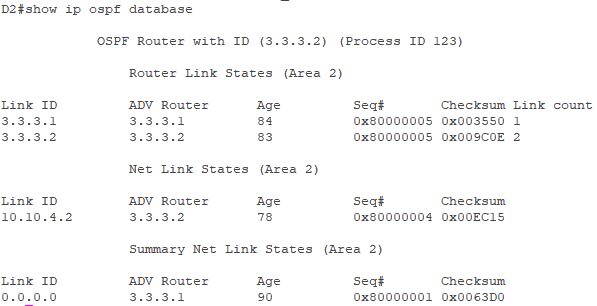 D2#show ip ospf database
OSPF Router with ID (3.3.3.2) (Process ID 123)
Router Link States (Area 2)
Link ID ADV Router Age Seq# Checksum Link count
3.3.3.1 3.3.3.1 84 0x80000005 0x003550 1
3.3.3.2 3.3.3.2 83 0x80000005 0x009C0E 2
Net Link States (Area 2)
Link ID ADV Router Age Seq# Checksum
10.10.4.2 3.3.3.2 78 0x80000004 0x00EC15
Summary Net Link States (Area 2)
Link ID ADV Router Age Seq# Checksum
0.0.0.0 3.3.3.1 90 0x80000001 0x0063D0